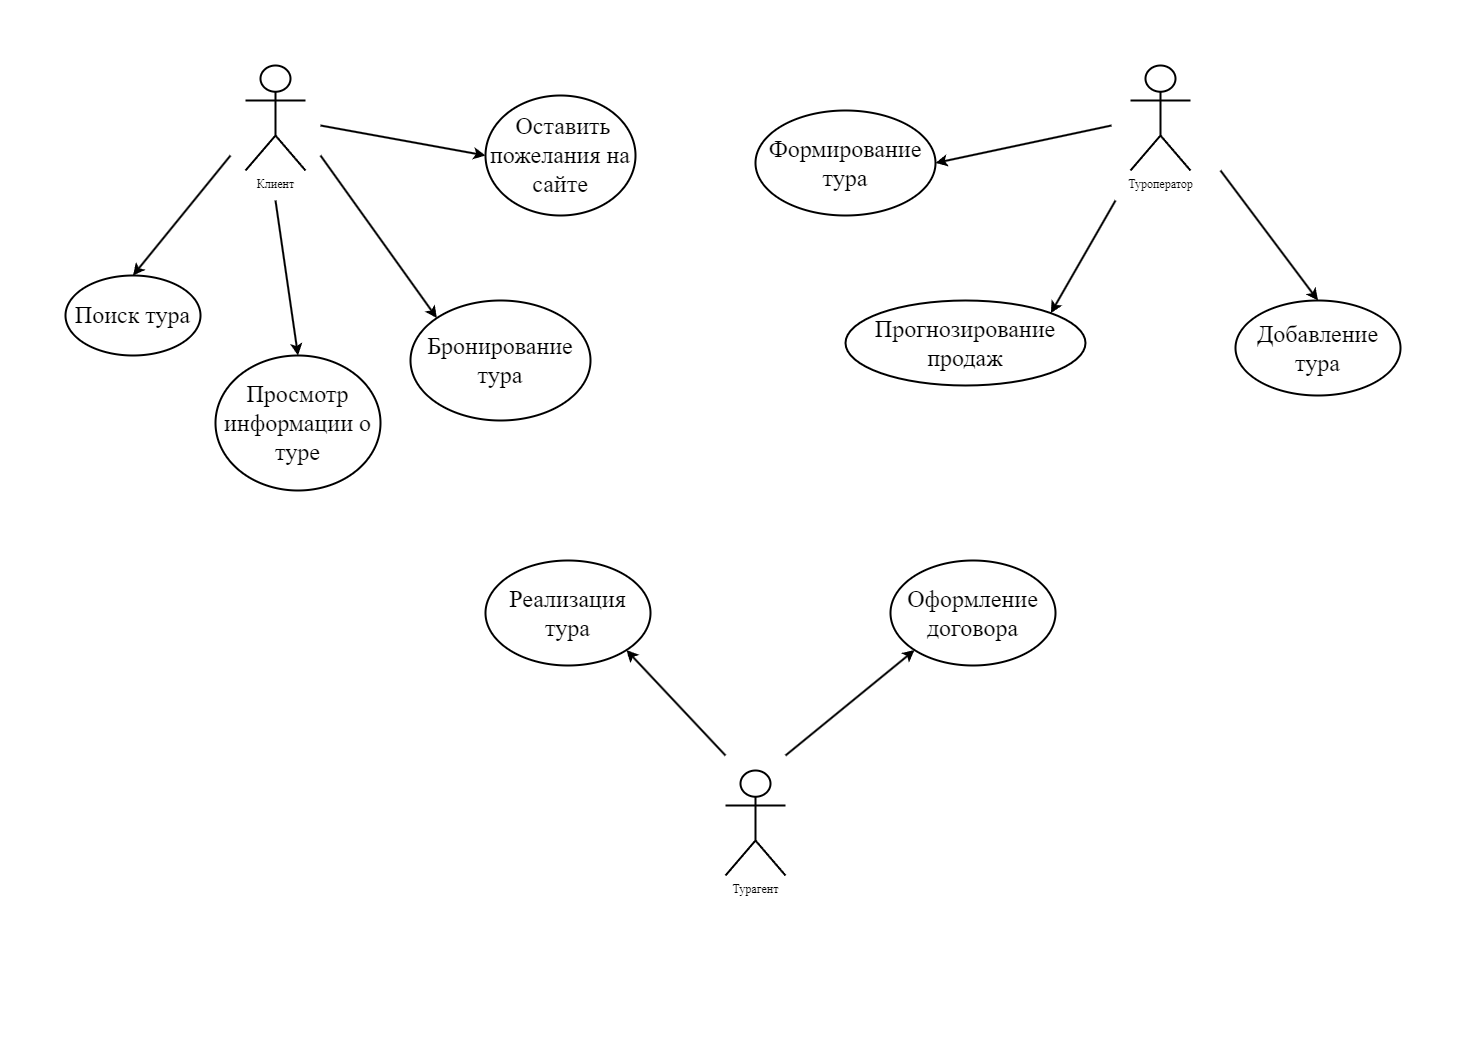 Оставить
пожелания на
сайте
Клиент
Поиск тура
Просмотр
информации о
туре
Бронирование
тура
Формирование
тура
Туроператор
Прогнозирование
продаж
Добавление
тура
Реализация
тура
Оформление
договора
Турагент